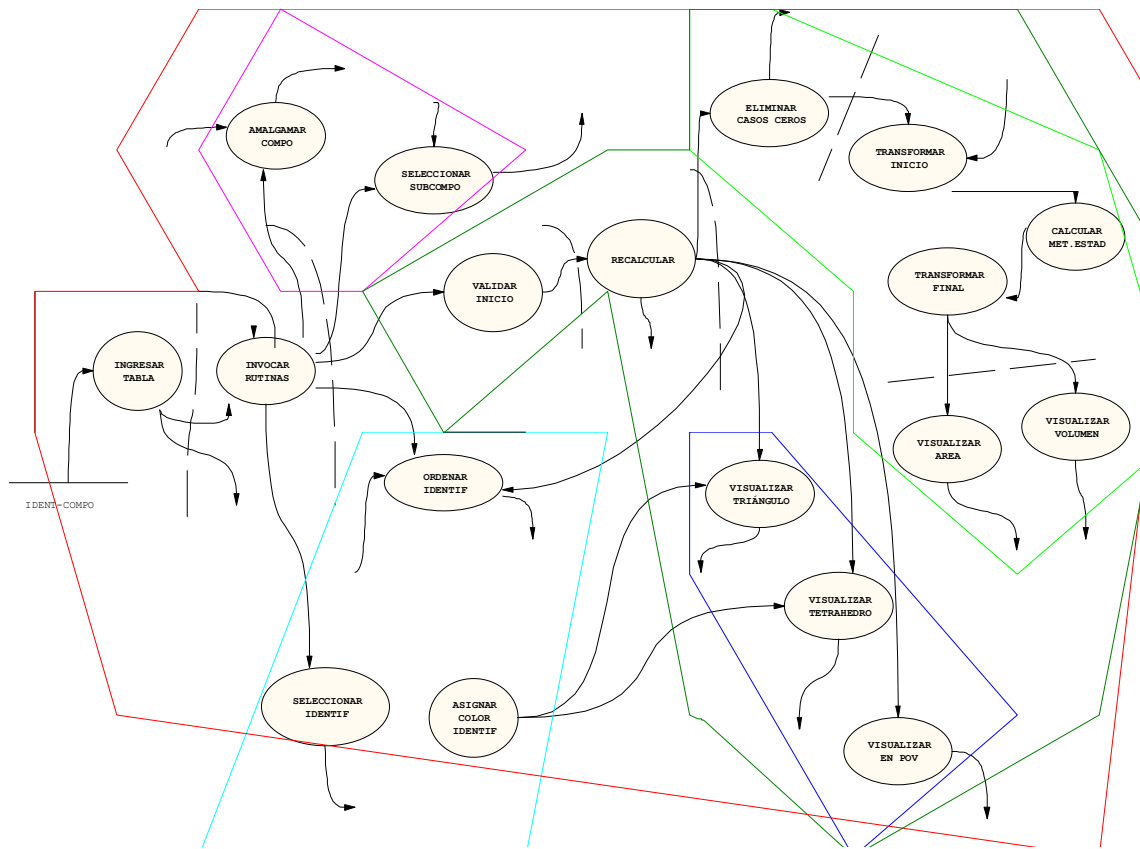 ELIMINAR
CASOS CEROS
AMALGAMAR
COMPO
TRANSFORMAR
INICIO
SELECCIONAR
SUBCOMPO
CALCULAR
MET.ESTAD
RECALCULAR
TRANSFORMAR
FINAL
VALIDAR
INICIO
INGRESAR
TABLA
INVOCAR
RUTINAS
VISUALIZAR
VOLUMEN
VISUALIZAR
AREA
ORDENAR
IDENTIF
VISUALIZAR
TRIÁNGULO
IDENT-COMPO
VISUALIZAR
TETRAHEDRO
SELECCIONAR
IDENTIF
ASIGNAR
COLOR
IDENTIF
VISUALIZAR
EN POV